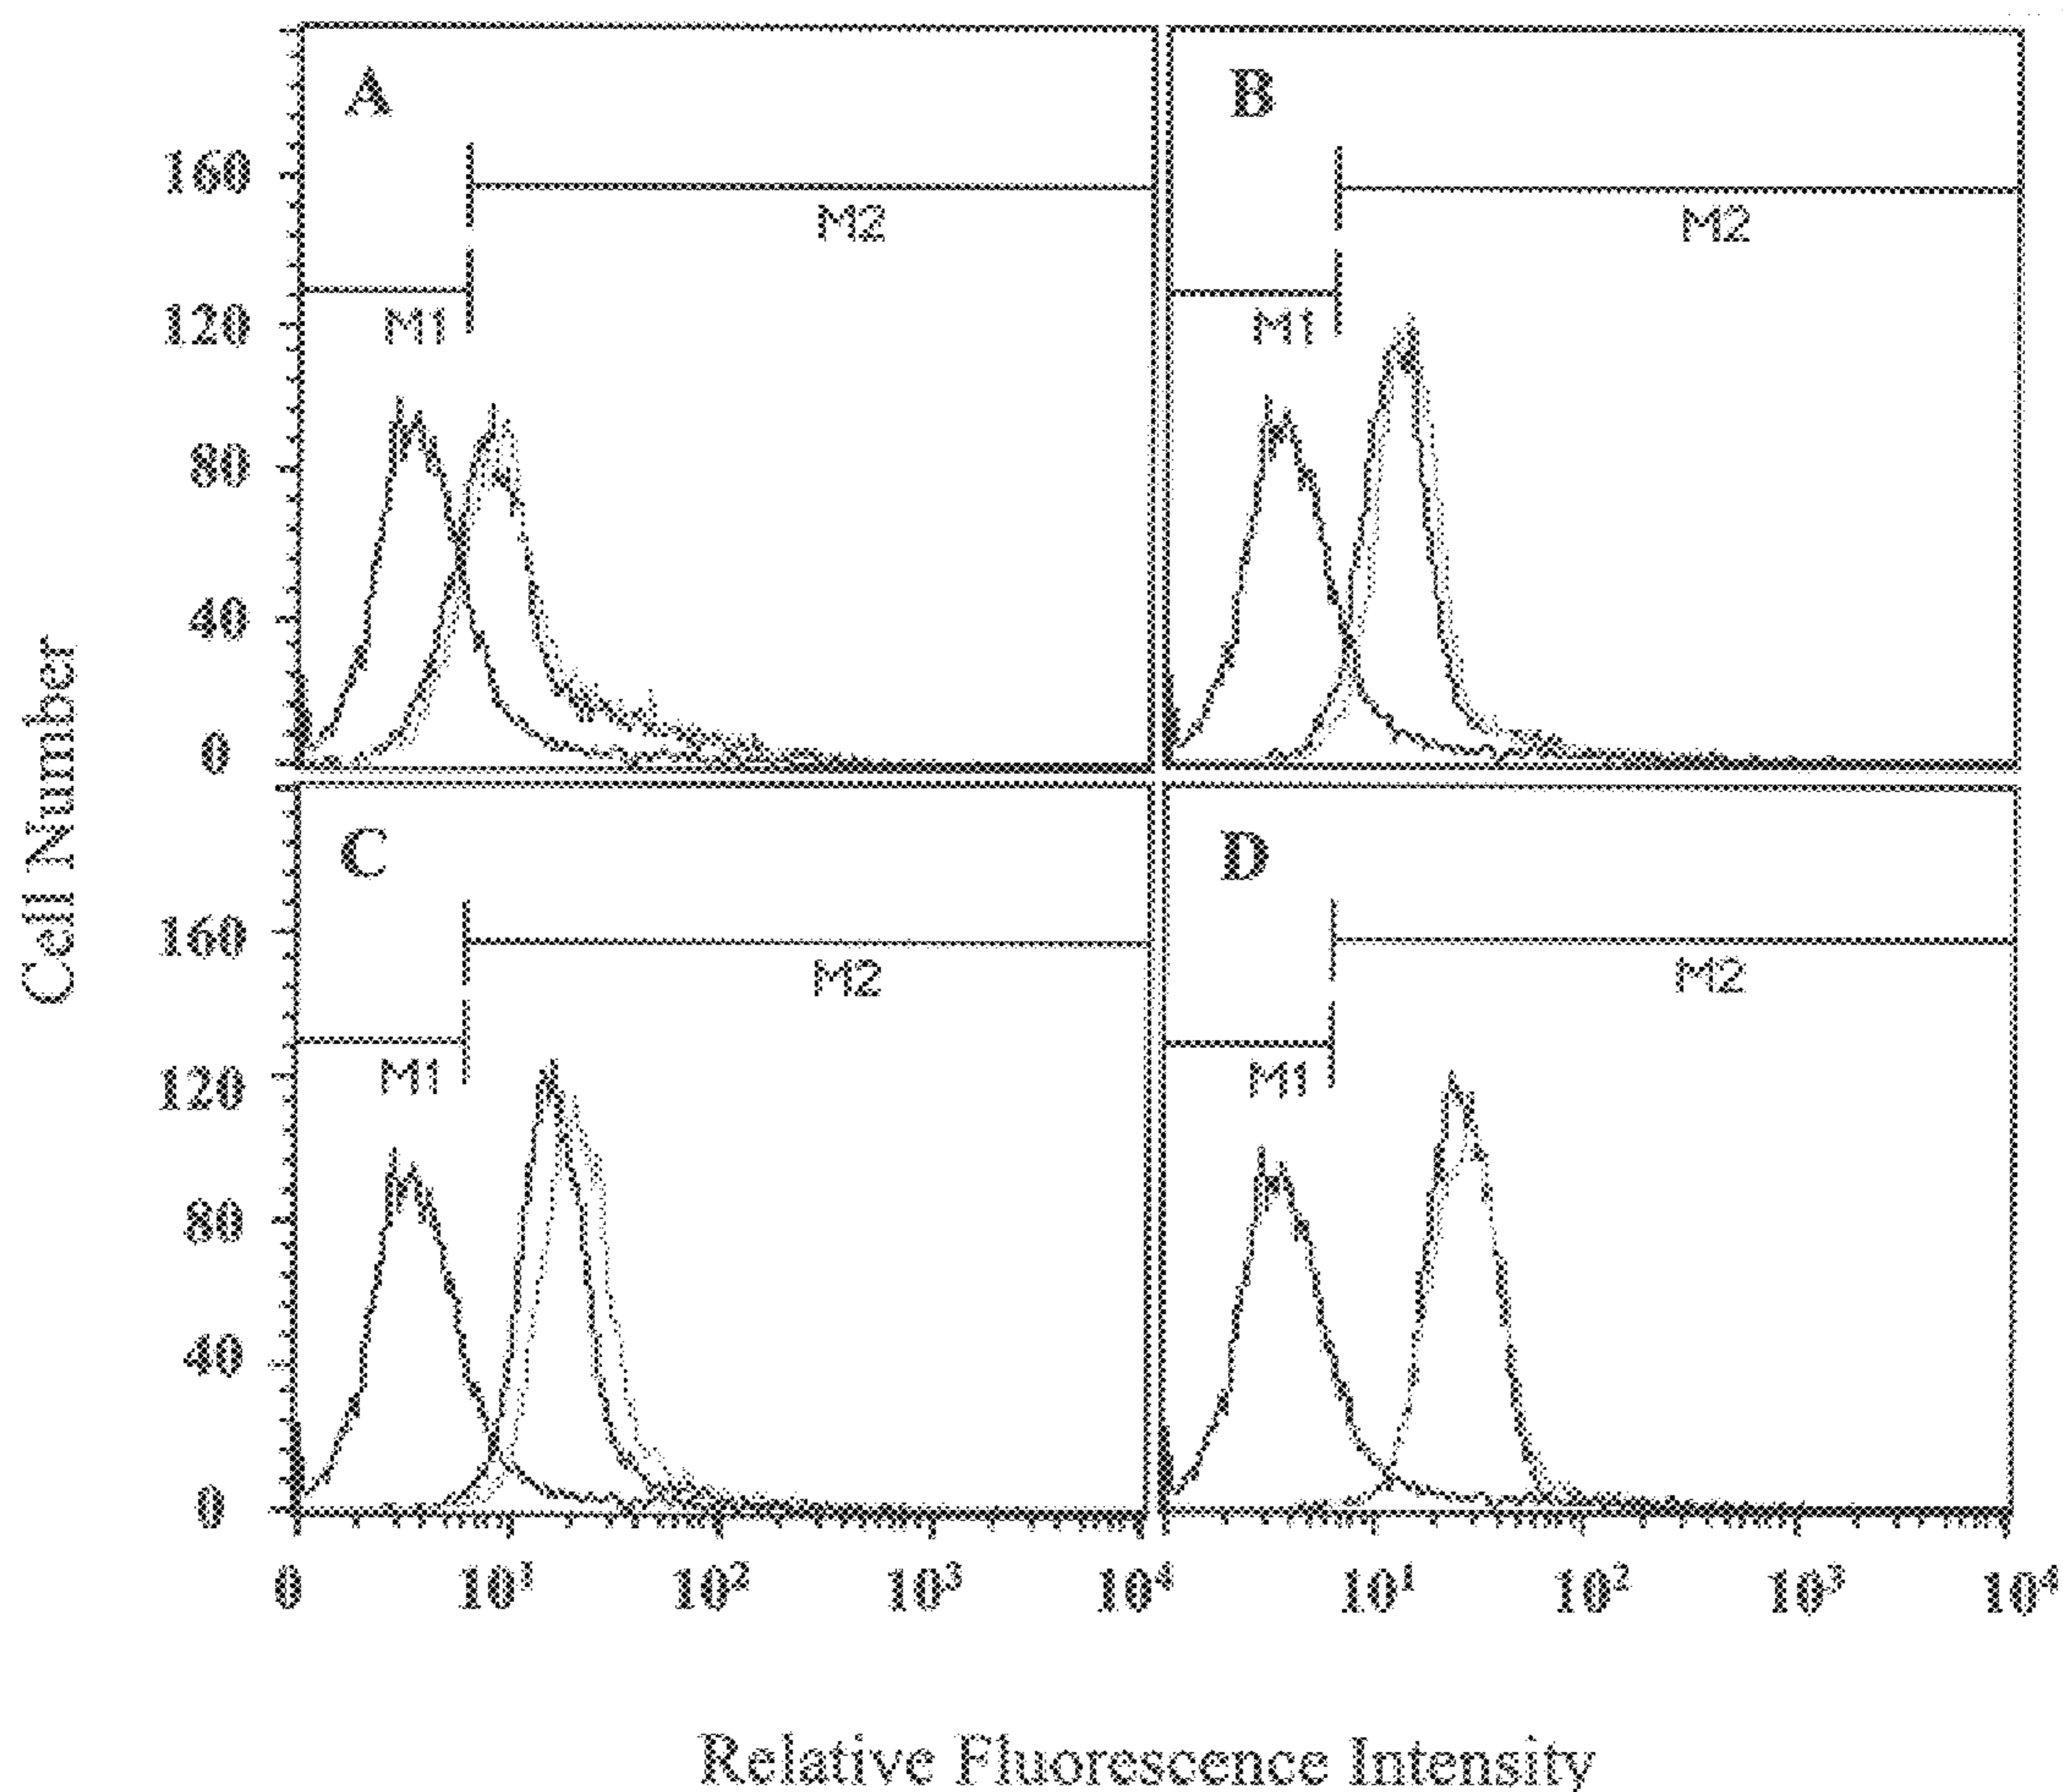 A
B
160
M2
M2
120
M1
M1
80
40
0
Cell Number
C
D
160
M2
M2
120
M1
M1
80
40
0
0 10¹ 10² 10³ 10⁴ 10¹ 10² 10³ 10⁴
Relative Fluorescence Intensity